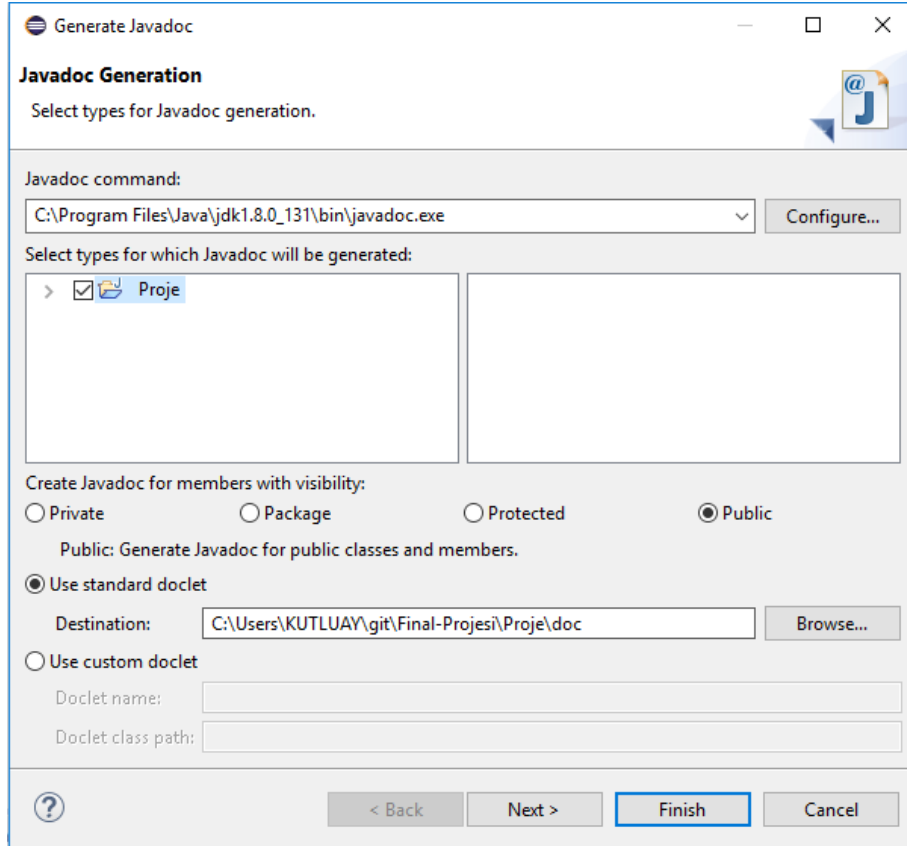 Generate Javadoc
Javadoc Generation
Select types for Javadoc generation.
@
J
Javadoc command:
C:\Program Files\Java\jdk1.8.0_131\bin\javadoc.exe
Configure...
Select types for which Javadoc will be generated:
Proje
Create Javadoc for members with visibility:
Private Package Protected Public
Public: Generate Javadoc for public classes and members.
Use standard doclet
Destination: C:\Users\KUTLUAY\git\Final-Projesi\Proje\doc Browse...
Use custom doclet
Doclet name:
Doclet class path:
? < Back Next > Finish Cancel